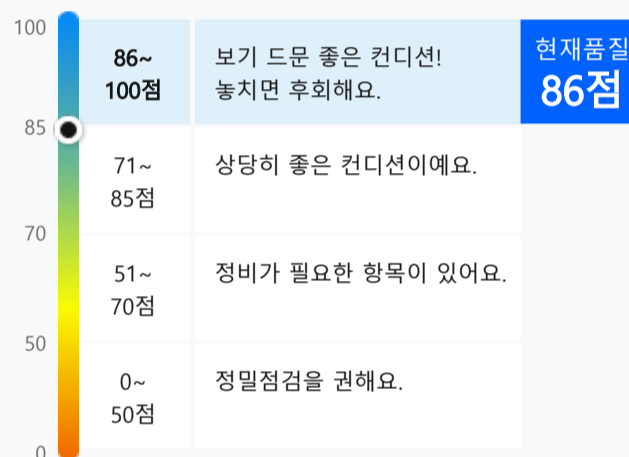 100
86~
100점
보기 드문 좋은 컨디션!
놓치면 후회해요.
현재품질
86점
85
71~
85점
상당히 좋은 컨디션이예요.
70
51~
70점
정비가 필요한 항목이 있어요.
50
0~
50점
정밀점검을 권해요.
0